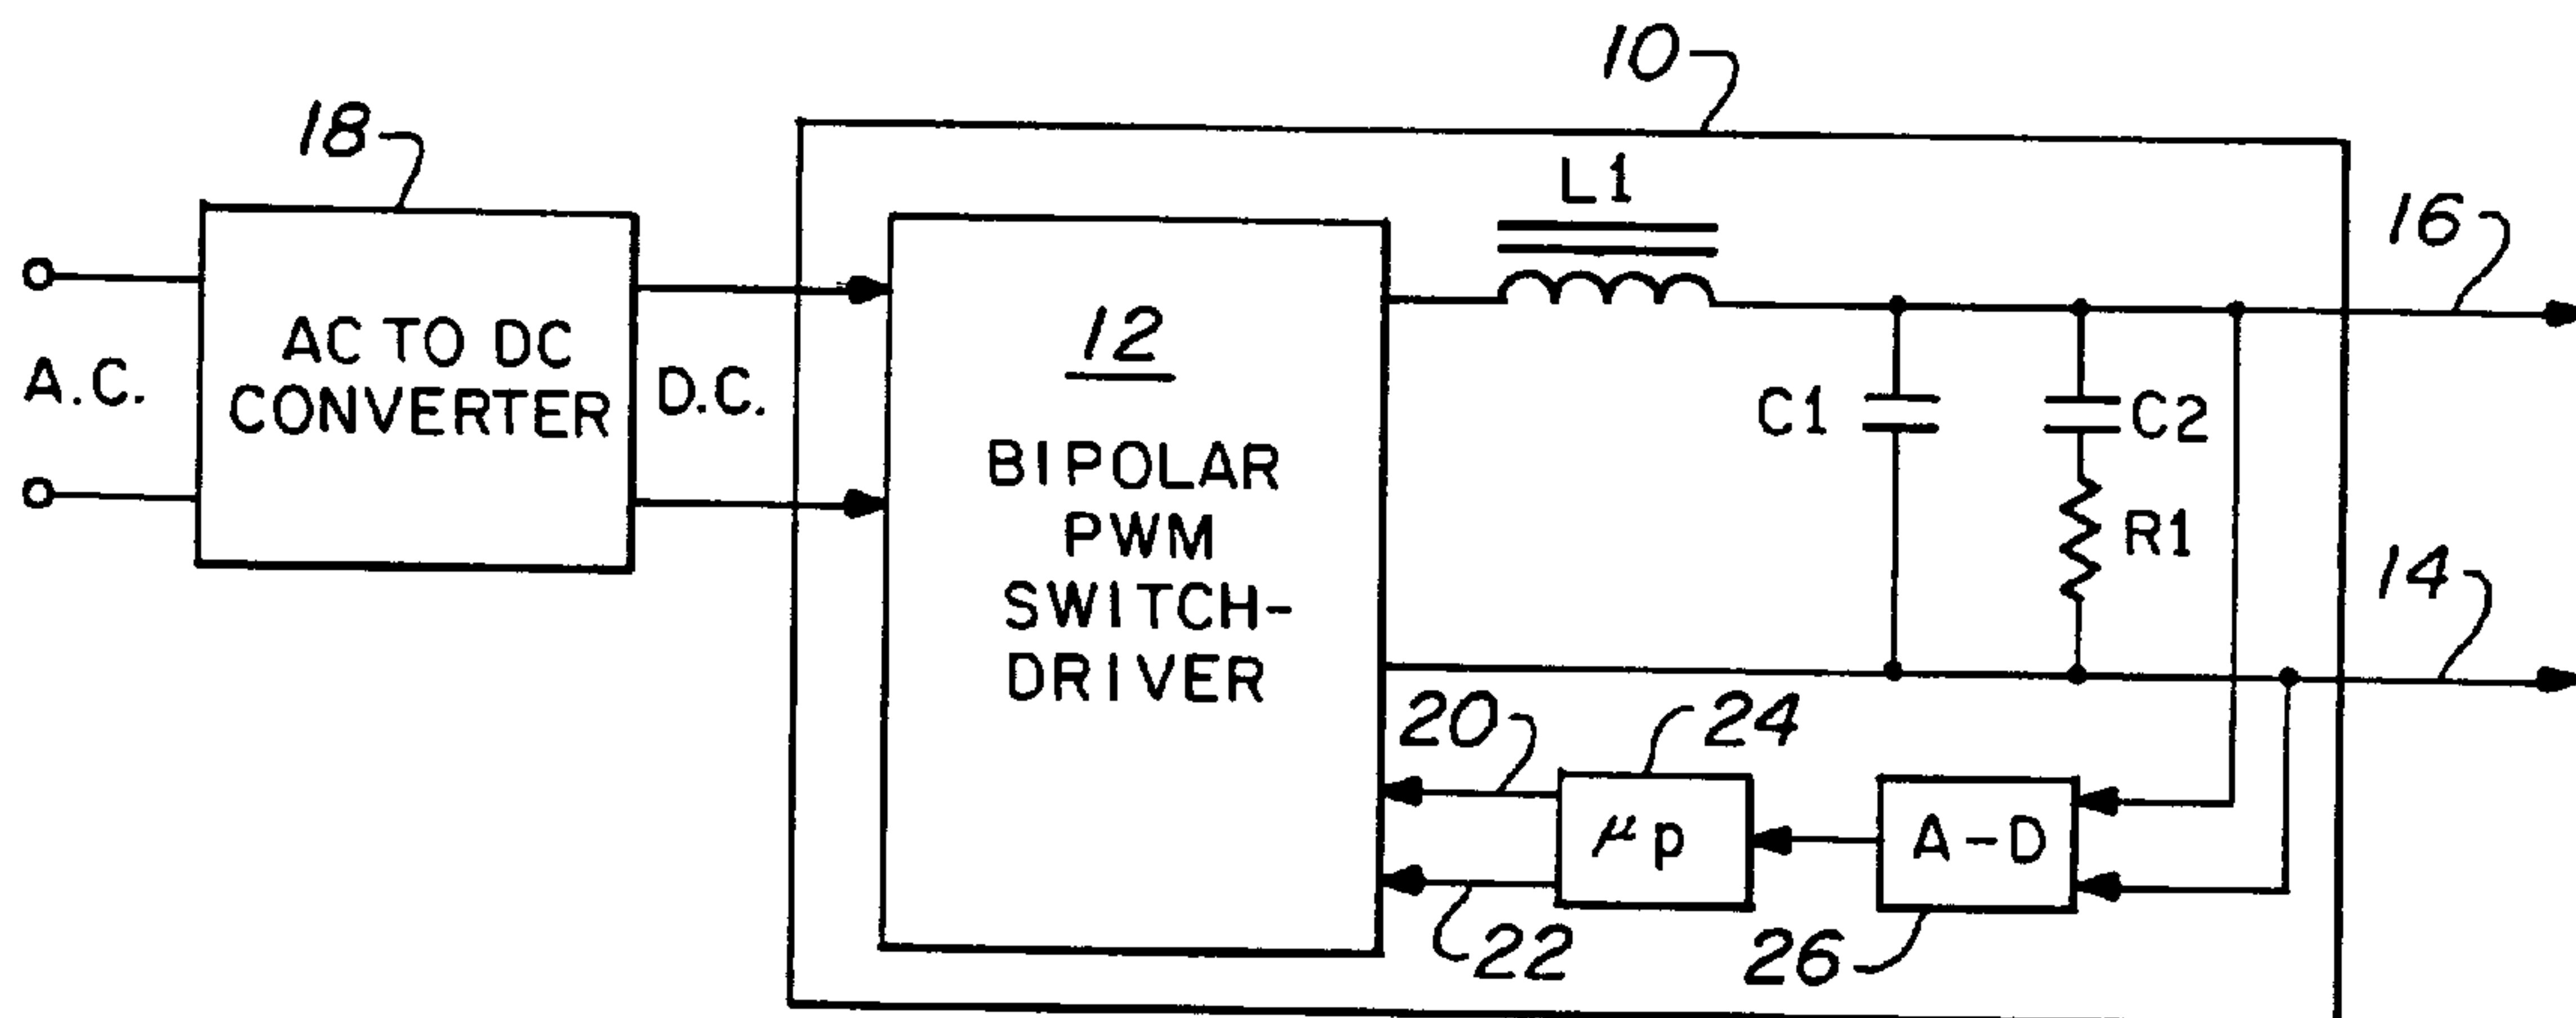 10
18
L1
16
12
AC TO DC
CONVERTER
A.C.
D.C.
C1
C2
BIPOLAR
PWM
SWITCH-
DRIVER
R1
14
20
24
μp
A-D
22
26